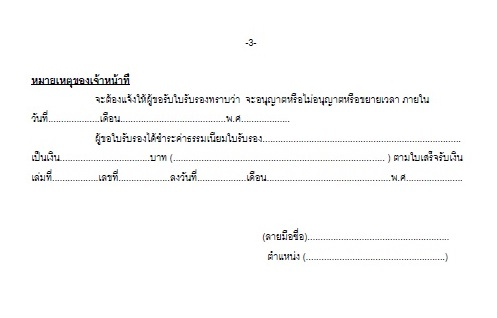 -3-
หมายเหตุของเจ้าหน้าที่
จะต้องแจ้งให้ผู้ขอรับใบรับรองทราบว่า จะอนุญาตหรือไม่อนุญาตหรือขยายเวลา ภายใน
วันที่.....................เดือน...........................................พ.ศ....................
ผู้ขอใบรับรองได้ชำระค่าธรรมเนียมใบรับรอง................................................................................
เป็นเงิน....................................บาท (...................................................................................... ) ตามใบเสร็จรับเงิน
เล่มที่...................เลขที่.....................ลงวันที่....................เดือน..................................................พ.ศ.......................
(ลายมือชื่อ)..........................................................
ตำแหน่ง (.........................................................)